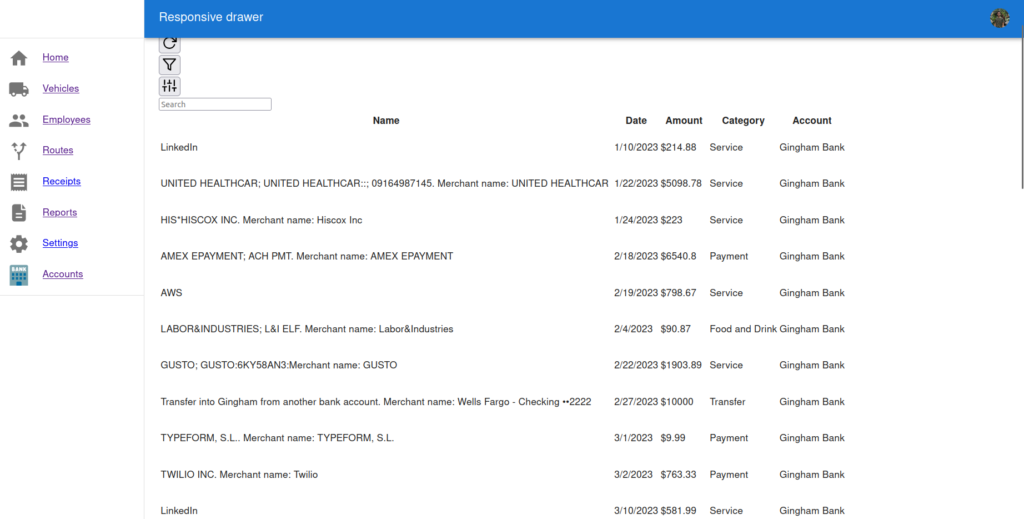 Responsive drawer
Home
Vehicles
Employees
Routes
Receipts
Reports
Settings
BANK
Accounts
Search
Name Date Amount Category Account
LinkedIn 1/10/2023 $214.88 Service Gingham Bank
UNITED HEALTHCAR; UNITED HEALTHCAR::; 09164987145. Merchant name: UNITED HEALTHCAR 1/22/2023 $5098.78 Service Gingham Bank
HIS*HISCOX INC. Merchant name: Hiscox Inc 1/24/2023 $223 Service Gingham Bank
AMEX EPAYMENT; ACH PMT. Merchant name: AMEX EPAYMENT 2/18/2023 $6540.8 Payment Gingham Bank
AWS 2/19/2023 $798.67 Service Gingham Bank
LABOR&INDUSTRIES; L&I ELF. Merchant name: Labor&Industries 2/4/2023 $90.87 Food and Drink Gingham Bank
GUSTO; GUSTO:6KY58AN3:Merchant name: GUSTO 2/22/2023 $1903.89 Service Gingham Bank
Transfer into Gingham from another bank account. Merchant name: Wells Fargo - Checking ••2222 2/27/2023 $10000 Transfer Gingham Bank
TYPEFORM, S.L.. Merchant name: TYPEFORM, S.L. 3/1/2023 $9.99 Payment Gingham Bank
TWILIO INC. Merchant name: Twilio 3/2/2023 $763.33 Payment Gingham Bank
LinkedIn 3/10/2023 $581.99 Service Gingham Bank